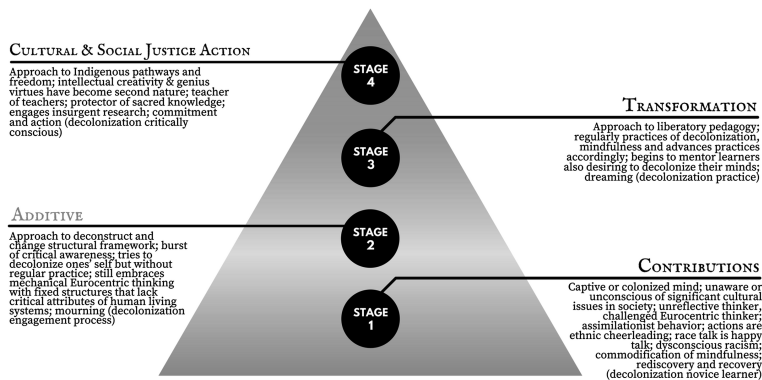 CULTURAL & SOCIAL JUSTICE ACTION
Approach to Indigenous pathways and
freedom; intellectual creativity & genius
virtues have become second nature; teacher
of teachers; protector of sacred knowledge;
engages insurgent research; commitment
and action (decolonization critically
conscious)
STAGE
4
TRANSFORMATION
Approach to liberatory pedagogy;
regularly practices of decolonization,
mindfulness and advances practices
accordingly; begins to mentor learners
also desiring to decolonize their minds;
dreaming (decolonization practice)
STAGE
3
ADDITIVE
Approach to deconstruct and
change structural framework; burst
of critical awareness; tries to
decolonize ones' self but without
regular practice; still embraces
mechanical Eurocentric thinking
with fixed structures that lack
critical attributes of human living
systems; mourning (decolonization
engagement process)
STAGE
2
CONTRIBUTIONS
Captive or colonized mind; unaware or
unconscious of significant cultural
issues in society; unreflective thinker,
challenged Eurocentric thinker;
assimilationist behavior; actions are
ethnic cheerleading; race talk is happy
talk; dysconscious racism;
commodification of mindfulness;
rediscovery and recovery
(decolonization novice learner)
STAGE
1